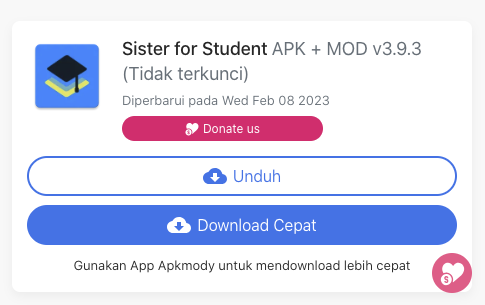 Sister for Student APK + MOD v3.9.3
(Tidak terkunci)
Diperbarui pada Wed Feb 08 2023
Donate us
Unduh
Download Cepat
Gunakan App Apkmody untuk mendownload lebih cepat